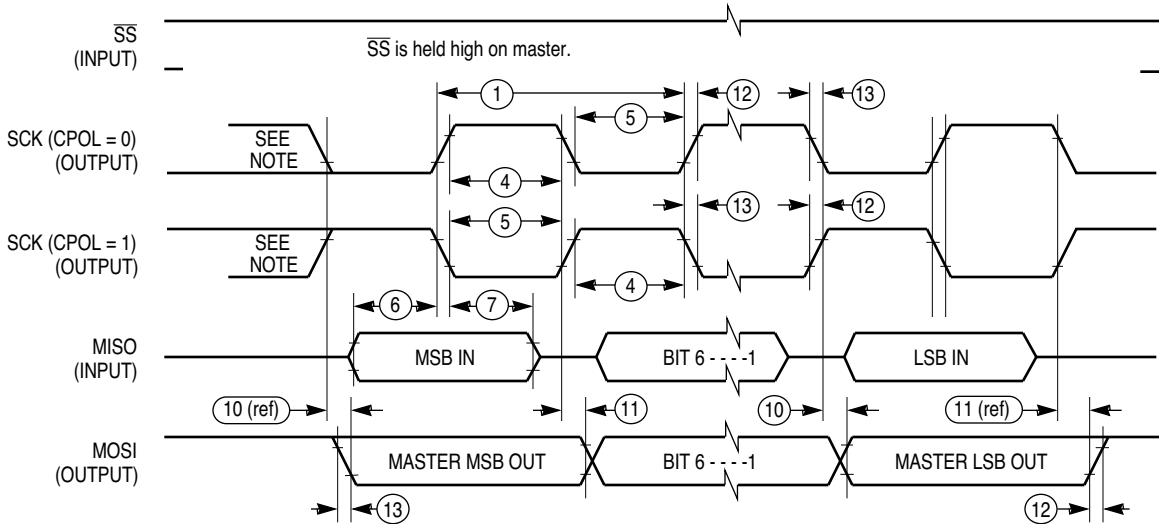 SS
(INPUT)
SS is held high on master.
1
12
13
5
SCK (CPOL = 0)
(OUTPUT)
SEE
NOTE
4
5
13
12
SCK (CPOL = 1)
(OUTPUT)
SEE
NOTE
4
6
7
MISO
(INPUT)
MSB IN
BIT 6 - - - -1
LSB IN
10 (ref)
11
10
11 (ref)
MOSI
(OUTPUT)
MASTER MSB OUT
BIT 6 - - - -1
MASTER LSB OUT
13
12